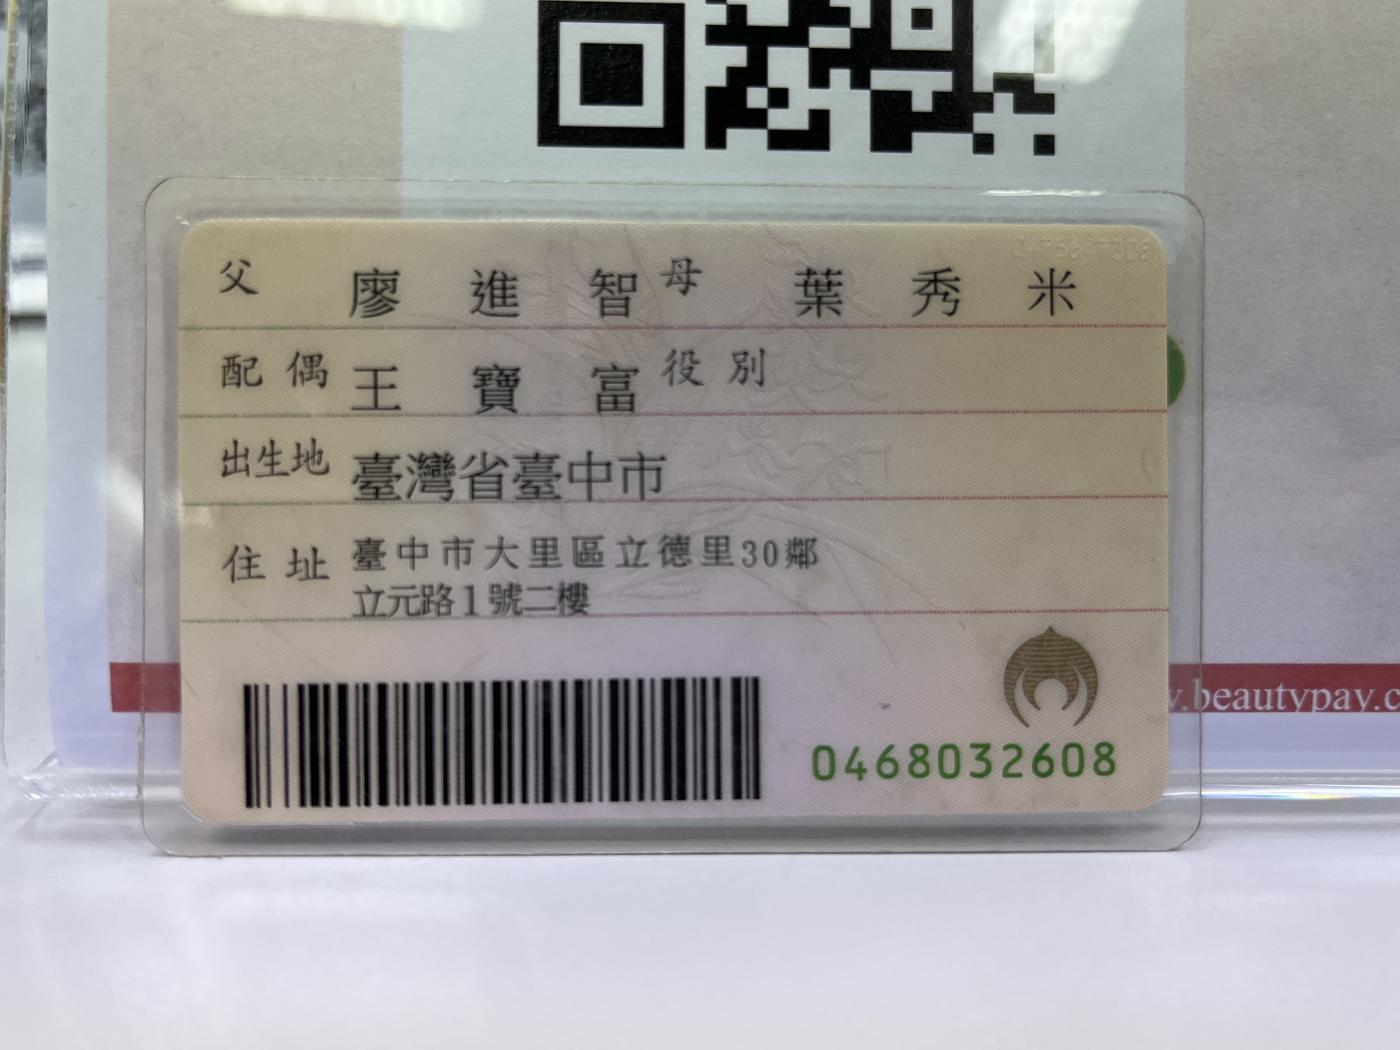 父 廖進智 母 葉秀米
配偶 王寶富 役別
出生地 臺灣省臺中市
住址 臺中市大里區立德里30鄰
立元路1號二樓
0468032608
beautypay.c